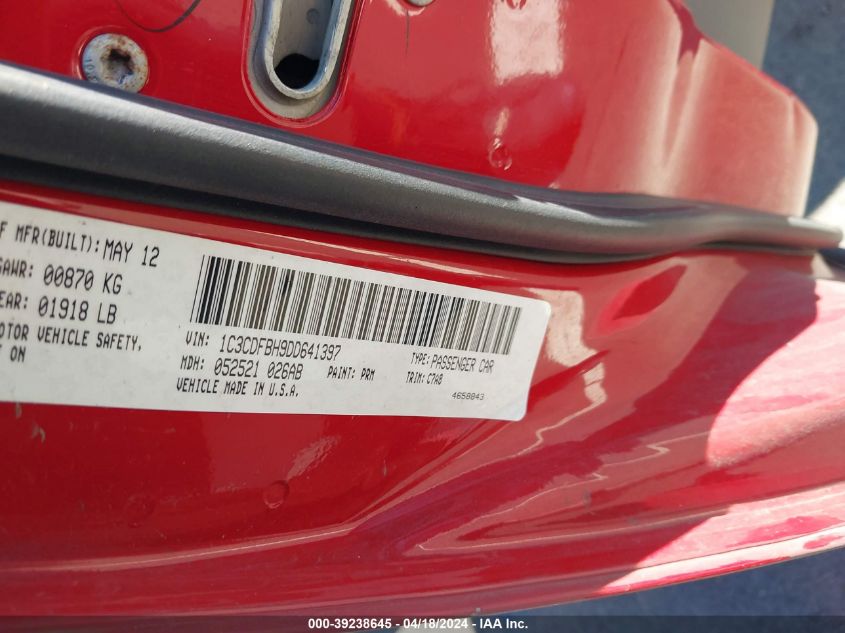 F MFR(BUILT): MAY 12
GAWR: 00870 KG
EAR: 01918 LB
OTOR VEHICLE SAFETY,
T ON
VIN: 1C3CDFBH9DD641397
TYPE: PASSENGER CAR
MDH: 052521 026AB
PAINT: PRM
TRIM: C7A8
VEHICLE MADE IN U.S.A.
4658043
000-39238645 - 04/18/2024 - IAA Inc.